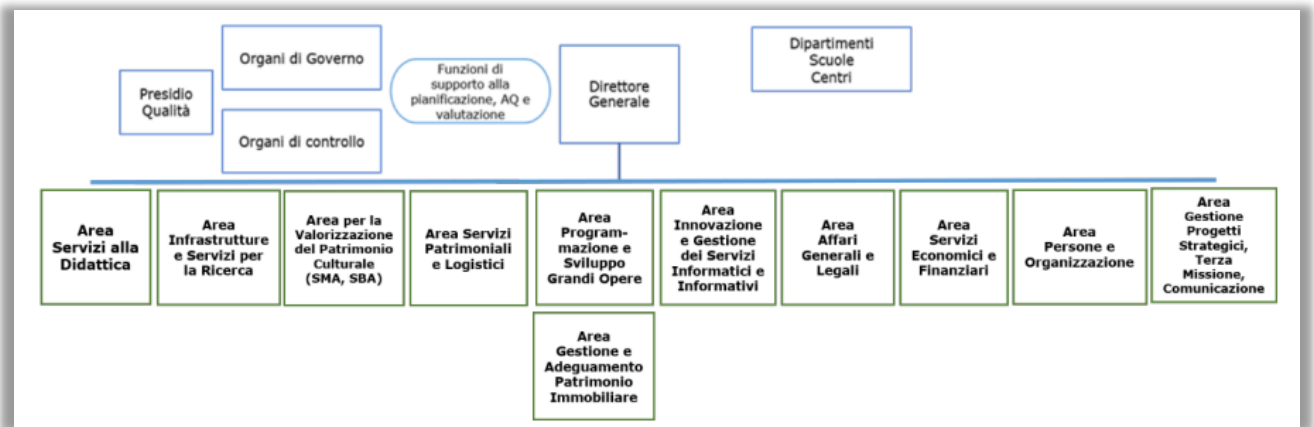 Presidio
Qualità
Organi di Governo
Organi di controllo
Funzioni di
supporto alla
pianificazione, AQ e
valutazione
Direttore
Generale
Dipartimenti
Scuole
Centri
Area
Servizi alla
Didattica
Area
Infrastrutture
e Servizi per
la Ricerca
Area per la
Valorizzazione
del Patrimonio
Culturale
(SMA, SBA)
Area Servizi
Patrimoniali
e Logistici
Area
Program-
mazione e
Sviluppo
Grandi Opere
Area
Innovazione
e Gestione
dei Servizi
Informatici e
Informativi
Area
Affari
Generali e
Legali
Area
Servizi
Economici e
Finanziari
Area
Persone e
Organizzazione
Area
Gestione
Progetti
Strategici,
Terza
Missione,
Comunicazione
Area
Gestione e
Adeguamento
Patrimonio
Immobiliare